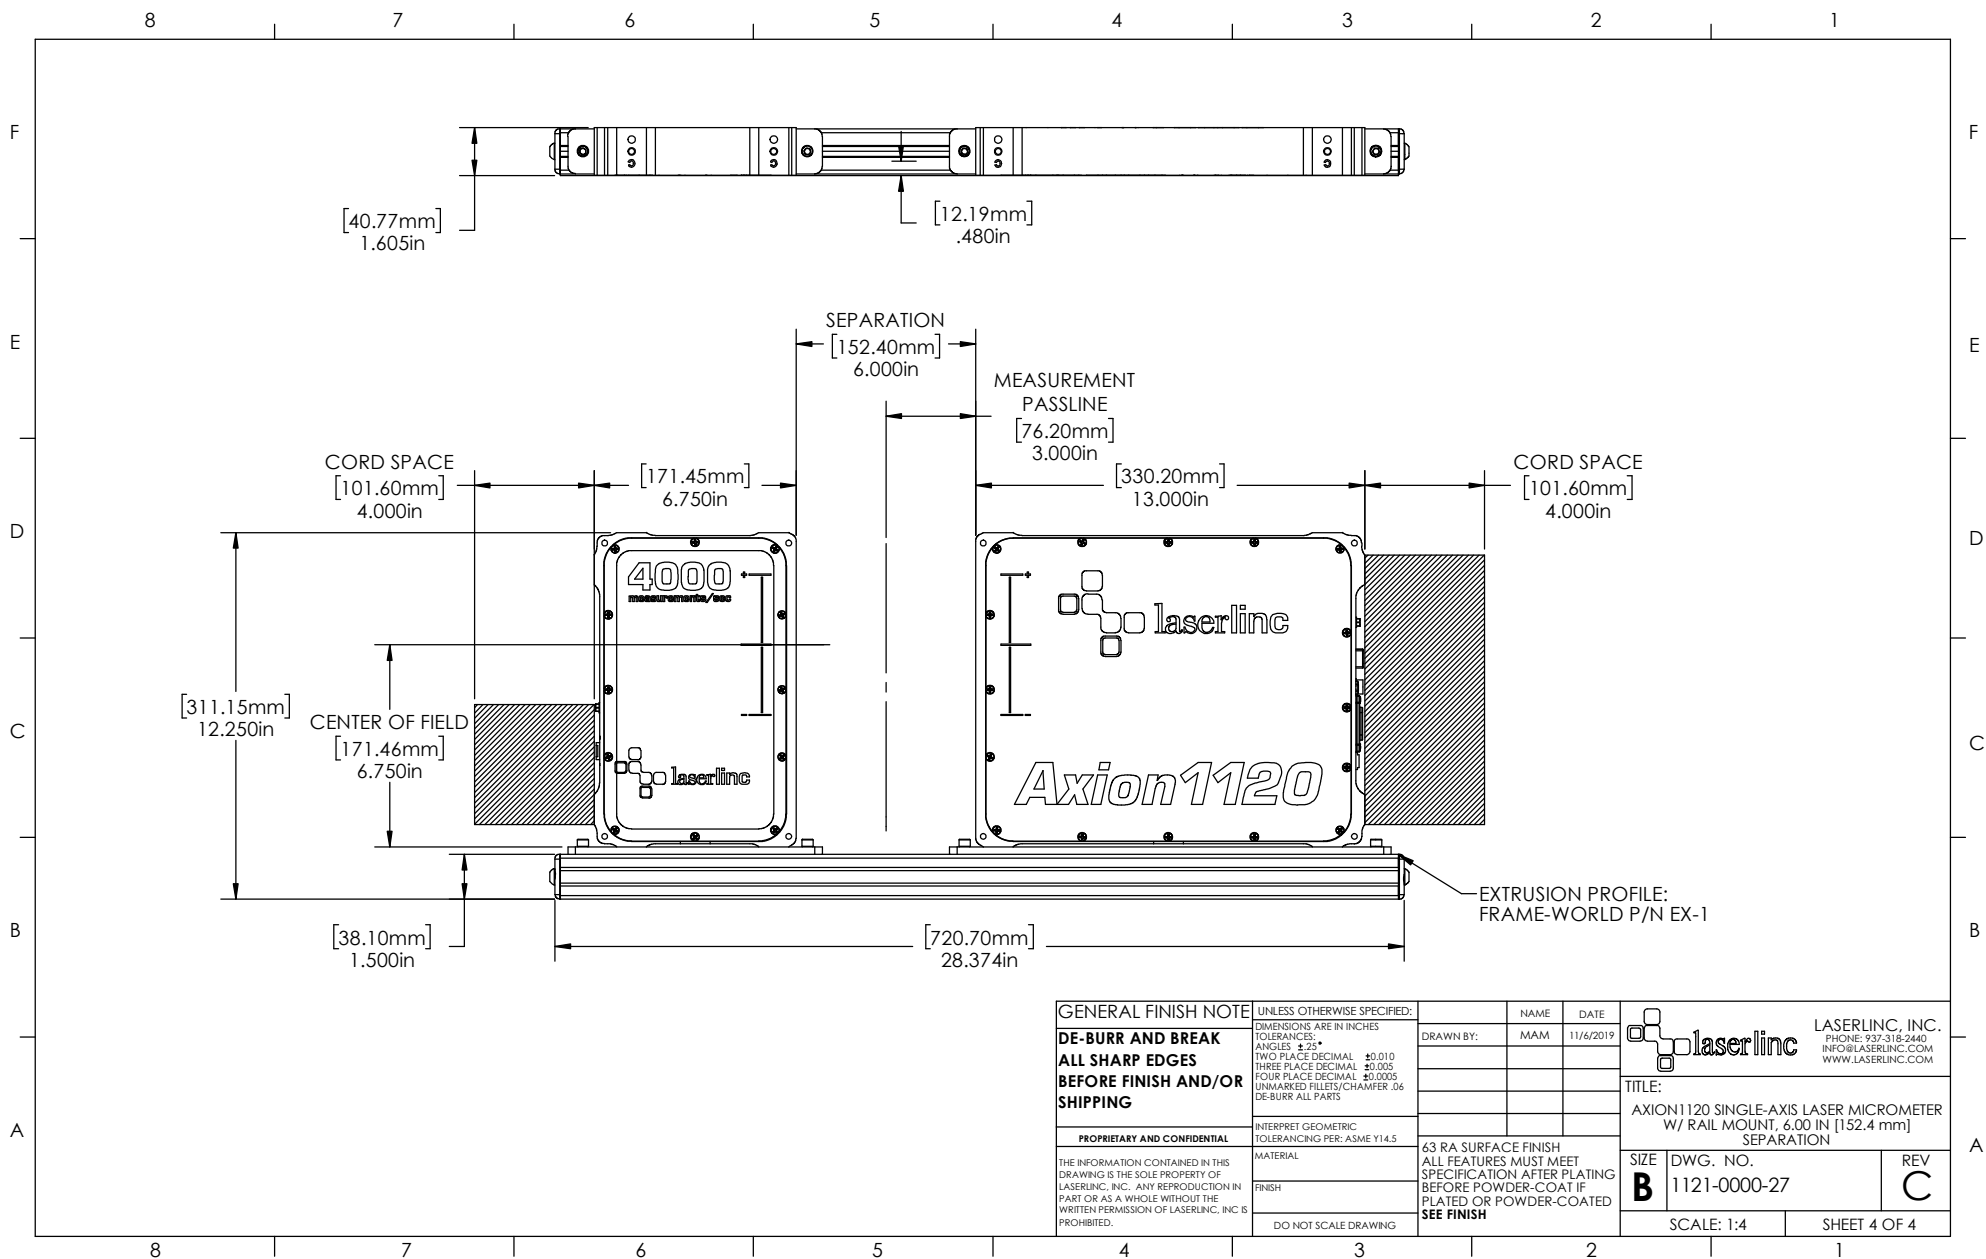 8 7 6 5 4 3 2 1
F F
[40.77mm]
1.605in
[12.19mm]
.480in
E E
SEPARATION
[152.40mm]
6.000in
MEASUREMENT
PASSLINE
[76.20mm]
3.000in
CORD SPACE
[101.60mm]
4.000in
[171.45mm]
6.750in
[330.20mm]
13.000in
CORD SPACE
[101.60mm]
4.000in
D D
4000
measurements/sec
+ +
laserlinc
[311.15mm]
12.250in
CENTER OF FIELD
[171.46mm]
6.750in
- -
C C
laserlinc
Axion1120
EXTRUSION PROFILE:
FRAME-WORLD P/N EX-1
B B
[38.10mm]
1.500in
[720.70mm]
28.374in
GENERAL FINISH NOTE
DE-BURR AND BREAK
ALL SHARP EDGES
BEFORE FINISH AND/OR
SHIPPING
PROPRIETARY AND CONFIDENTIAL
THE INFORMATION CONTAINED IN THIS
DRAWING IS THE SOLE PROPERTY OF
LASERLINC, INC. ANY REPRODUCTION IN
PART OR AS A WHOLE WITHOUT THE
WRITTEN PERMISSION OF LASERLINC, INC IS
PROHIBITED.
UNLESS OTHERWISE SPECIFIED:
DIMENSIONS ARE IN INCHES
TOLERANCES:
ANGLES ±.25°
TWO PLACE DECIMAL ±0.010
THREE PLACE DECIMAL ±0.005
FOUR PLACE DECIMAL ±0.0005
UNMARKED FILLETS/CHAMFER .06
DE-BURR ALL PARTS
INTERPRET GEOMETRIC
TOLERANCING PER: ASME Y14.5
MATERIAL
FINISH
DO NOT SCALE DRAWING
NAME DATE
DRAWN BY: MAM 11/6/2019
63 RA SURFACE FINISH
ALL FEATURES MUST MEET
SPECIFICATION AFTER PLATING
BEFORE POWDER-COAT IF
PLATED OR POWDER-COATED
SEE FINISH
laserlinc
LASERLINC, INC.
PHONE: 937-318-2440
INFO@LASERLINC.COM
WWW.LASERLINC.COM
TITLE:
AXION1120 SINGLE-AXIS LASER MICROMETER
W/ RAIL MOUNT, 6.00 IN [152.4 mm]
SEPARATION
SIZE
B
DWG. NO.
1121-0000-27
REV
C
SCALE: 1:4
SHEET 4 OF 4
A A
8 7 6 5 4 3 2 1